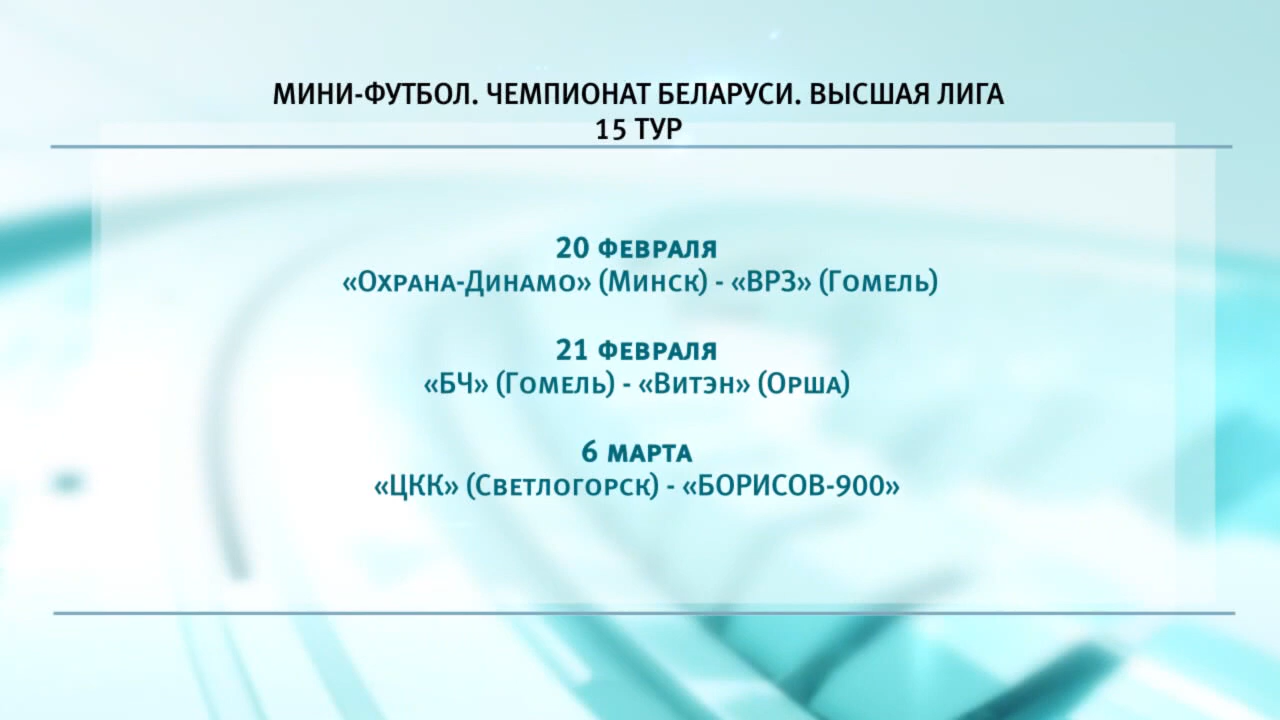 МИНИ-ФУТБОЛ. ЧЕМПИОНАТ БЕЛАРУСИ. ВЫСШАЯ ЛИГА
15 ТУР
20 ФЕВРАЛЯ
«Охрана-Динамо» (Минск) - «ВРЗ» (Гомель)
21 ФЕВРАЛЯ
«БЧ» (Гомель) - «Витэн» (Орша)
6 МАРТА
«ЦКК» (Светлогорск) - «БОРИСОВ-900»